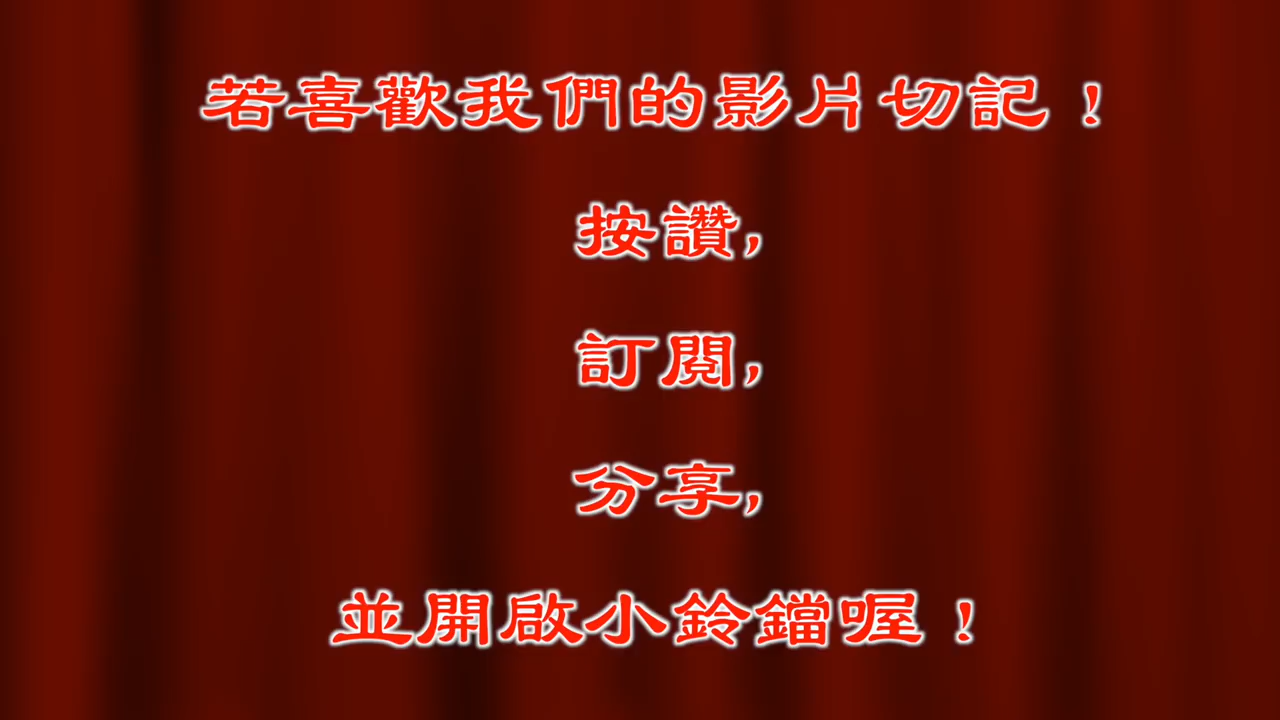 若喜歡我們的影片切記！
按讚,
訂閱,
分享,
並開啟小鈴鐺喔！